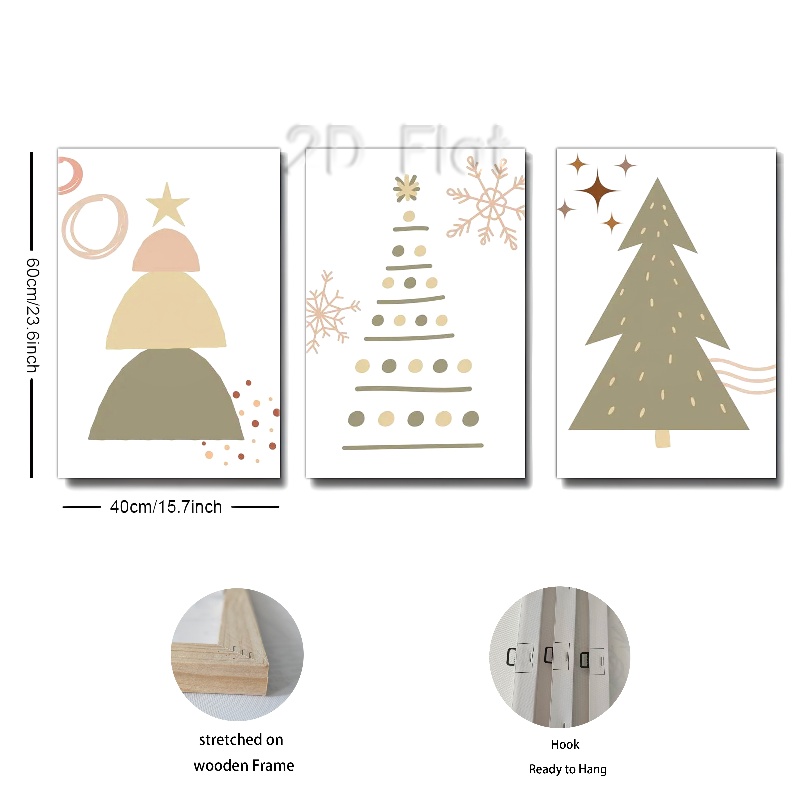 2D Flat
60cm/23.6inch
40cm/15.7inch
stretched on
wooden Frame
Hook
Ready to Hang